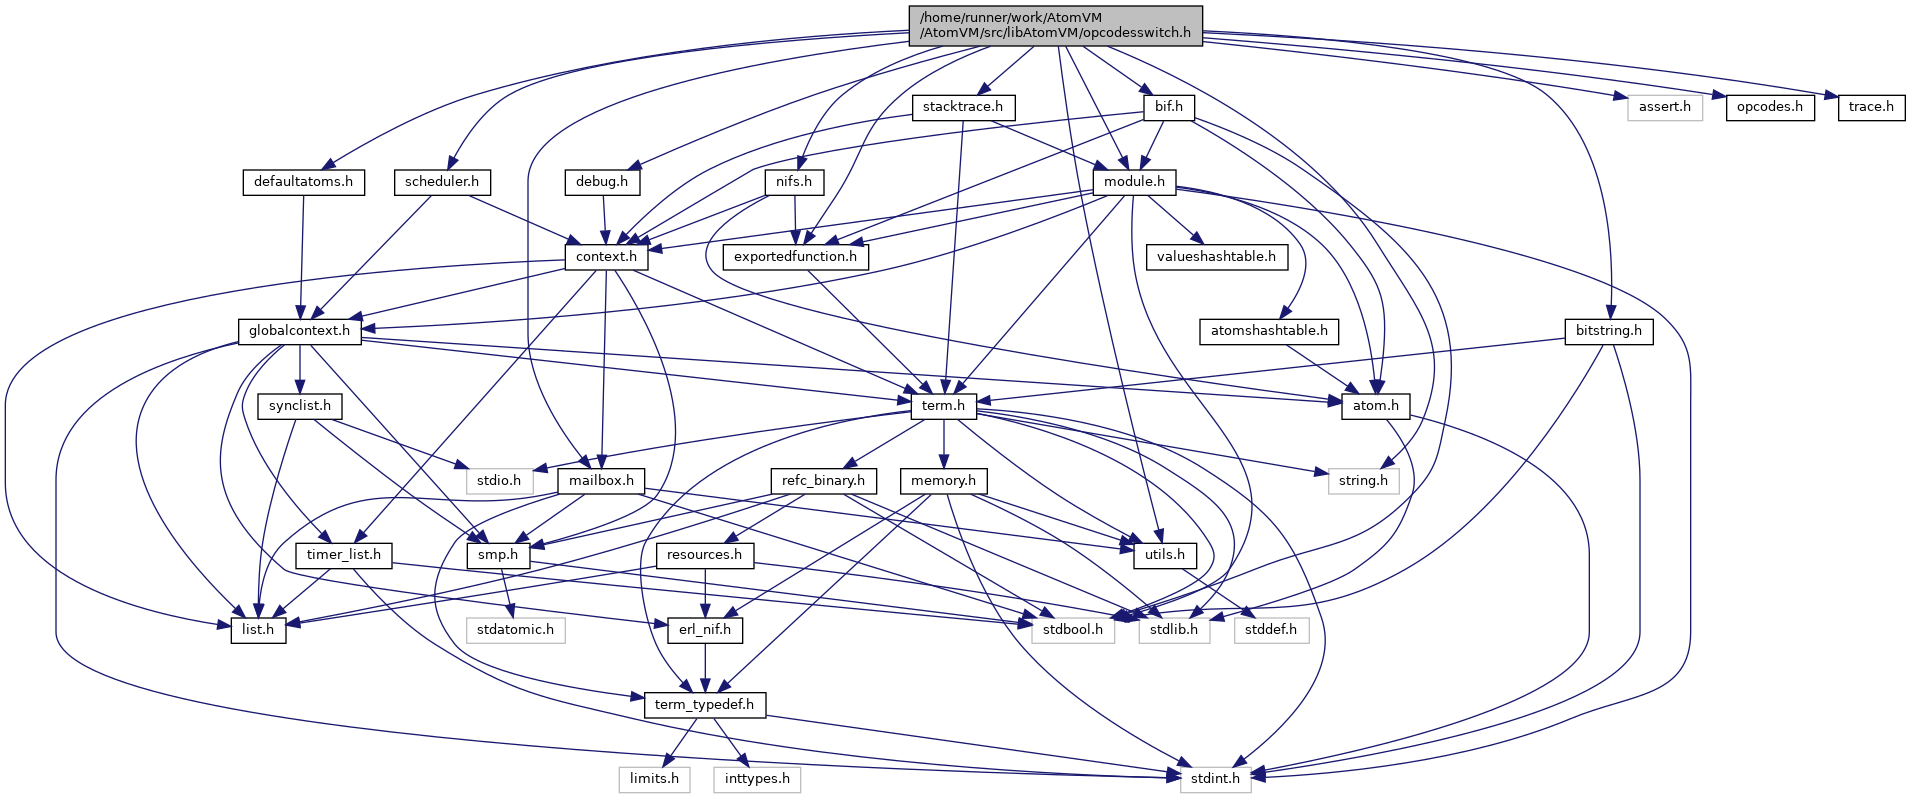 /home/runner/work/AtomVM
/AtomVM/src/libAtomVM/opcodesswitch.h
stacktrace.h
bif.h
assert.h
opcodes.h
trace.h
defaultatoms.h
scheduler.h
debug.h
nifs.h
module.h
context.h
exportedfunction.h
valueshashtable.h
globalcontext.h
atomshashtable.h
bitstring.h
synclist.h
term.h
atom.h
stdio.h
mailbox.h
refc_binary.h
memory.h
string.h
timer_list.h
smp.h
resources.h
utils.h
list.h
stdatomic.h
erl_nif.h
stdbool.h
stdlib.h
stddef.h
term_typedef.h
limits.h
inttypes.h
stdint.h